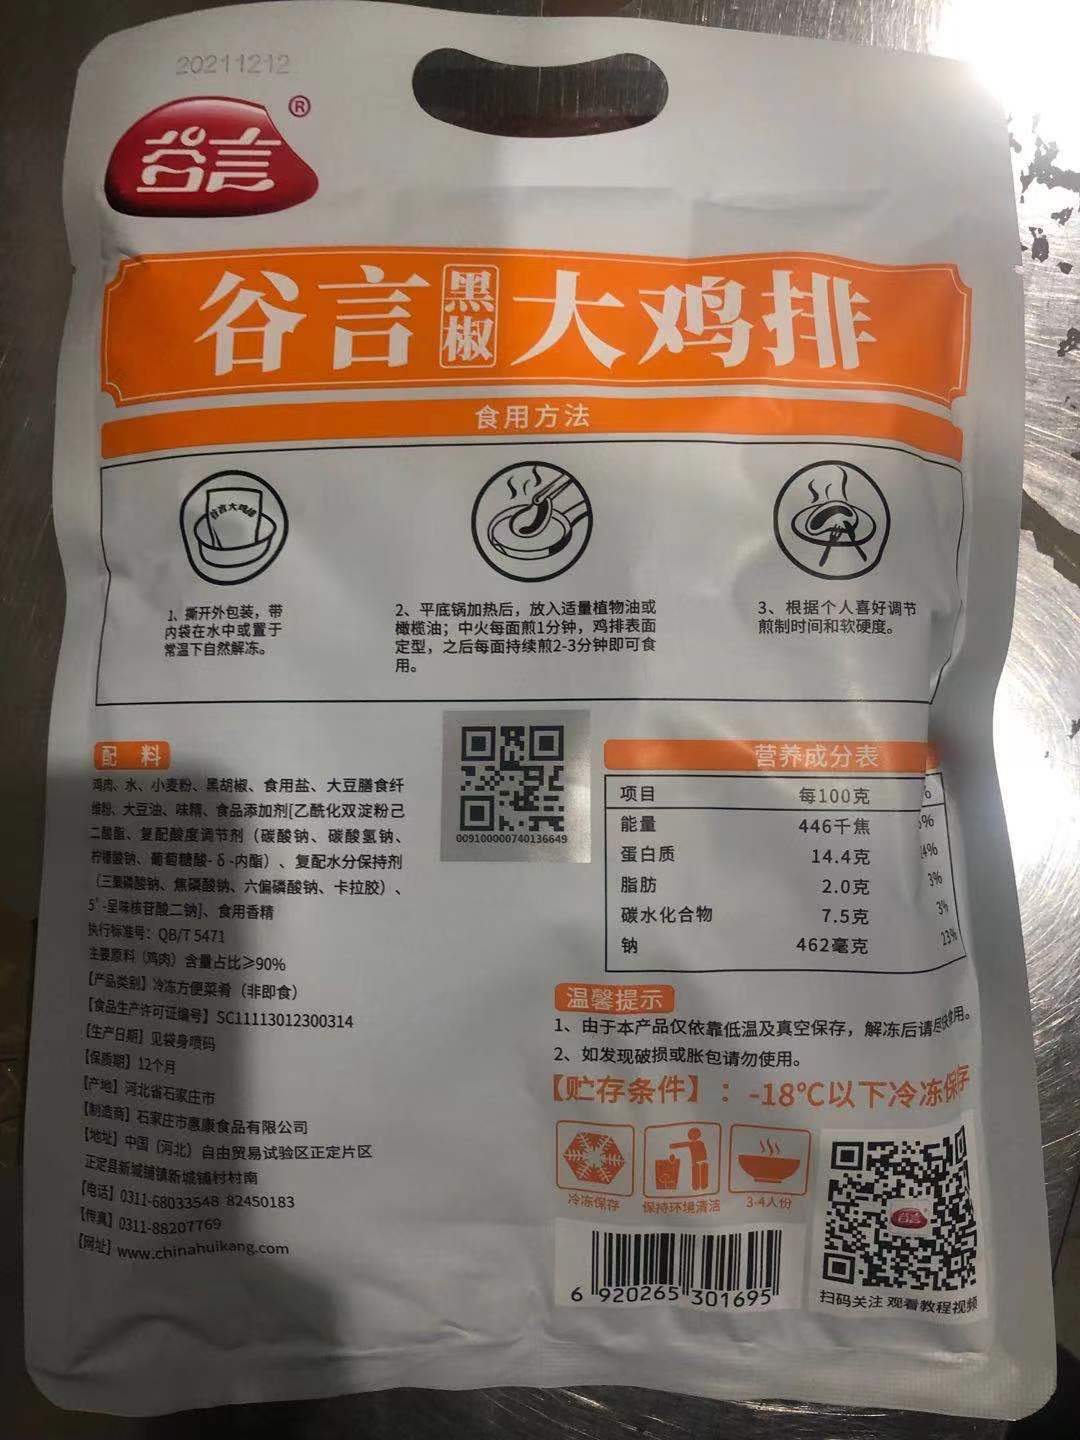 20211212
谷言®
谷言黑椒大鸡排
食用方法
谷言大鸡排
1、撕开外包装，带
内袋在水中或置于
常温下自然解冻。
2、平底锅加热后，放入适量植物油或
橄榄油；中火每面煎1分钟，鸡排表面
定型，之后每面持续煎2-3分钟即可食
用。
3、根据个人喜好调节
煎制时间和软硬度。
配 料
鸡肉、水、小麦粉、黑胡椒、食用盐、大豆膳食纤
维粉、大豆油、味精、食品添加剂[乙酰化双淀粉己
二酸酯、复配酸度调节剂（碳酸钠、碳酸氢钠、
柠檬酸钠、葡萄糖酸-δ-内酯）、复配水分保持剂
（三聚磷酸钠、焦磷酸钠、六偏磷酸钠、卡拉胶）、
5'-呈味核苷酸二钠]、食用香精
执行标准号：QB/T 5471
主要原料（鸡肉）含量占比≥90%
【产品类别】冷冻方便菜肴（非即食）
【食品生产许可证编号】SC11113012300314
【生产日期】见袋身喷码
【保质期】12个月
【产地】河北省石家庄市
【制造商】石家庄市惠康食品有限公司
【地址】中国（河北）自由贸易试验区正定片区
正定县新城铺镇新城铺村村南
【电话】0311-68033548 82450183
【传真】0311-88207769
【网址】www.chinahuikang.com
009100000740136649
营养成分表
项目 每100克 %
能量 446千焦 %
蛋白质 14.4克 4%
脂肪 2.0克 3%
碳水化合物 7.5克 3%
钠 462毫克 23%
温馨提示
1、由于本产品仅依靠低温及真空保存，解冻后请尽快食用。
2、如发现破损或胀包请勿使用。
【贮存条件】：-18℃以下冷冻保存
冷冻保存 保持环境清洁 3-4人份
谷言
6 920265 301695
扫码关注 观看教程视频